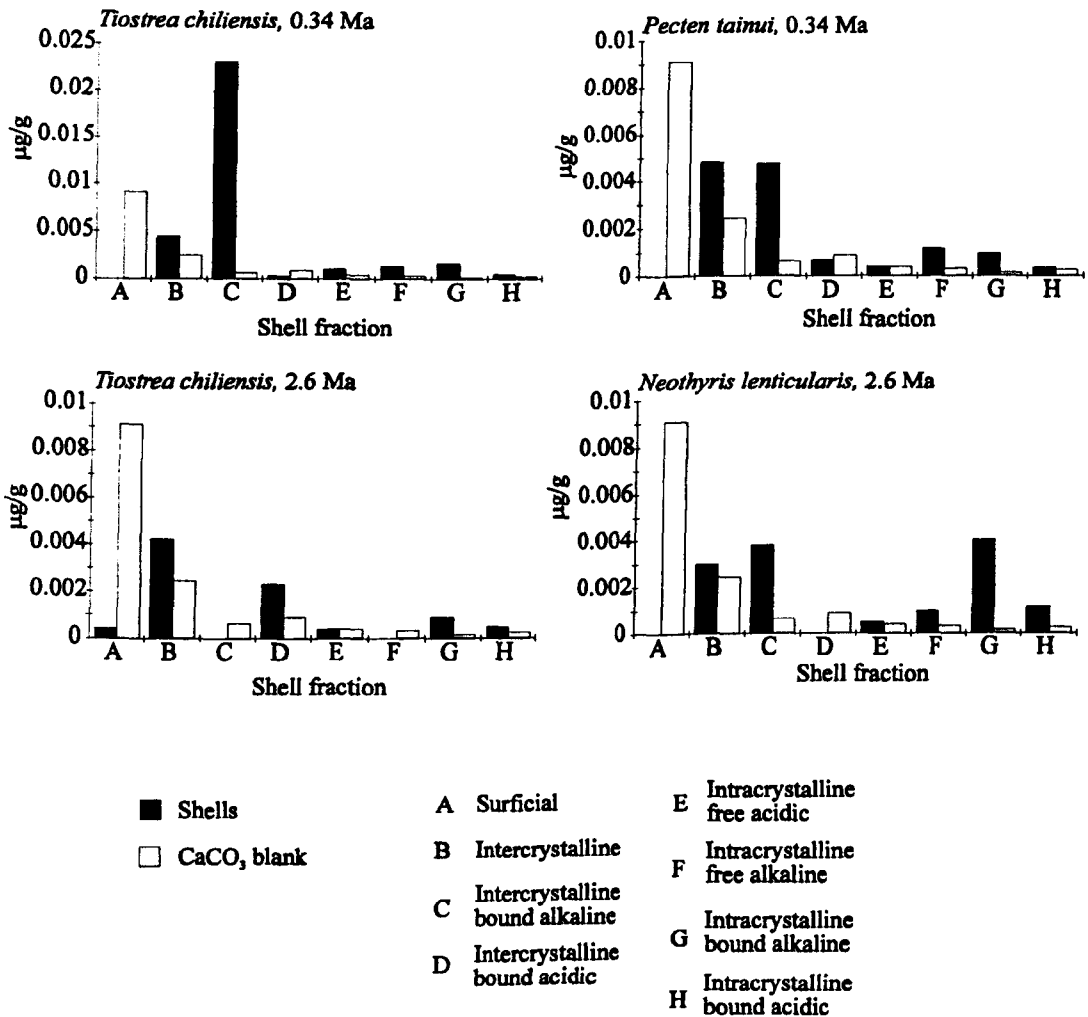 Tiostrea chiliensis, 0.34 Ma
0.025
0.02
0.015
0.01
0.005
0
µg/g
A B C D E F G H
Shell fraction
Pecten tainui, 0.34 Ma
0.01
0.008
0.006
0.004
0.002
0
µg/g
A B C D E F G H
Shell fraction
Tiostrea chiliensis, 2.6 Ma
0.01
0.008
0.006
0.004
0.002
0
µg/g
A B C D E F G H
Shell fraction
Neothyris lenticularis, 2.6 Ma
0.01
0.008
0.006
0.004
0.002
0
µg/g
A B C D E F G H
Shell fraction
Shells
CaCO₃ blank
A Surficial
B Intercrystalline
C Intercrystalline
bound alkaline
D Intercrystalline
bound acidic
E Intracrystalline
free acidic
F Intracrystalline
free alkaline
G Intracrystalline
bound alkaline
H Intracrystalline
bound acidic